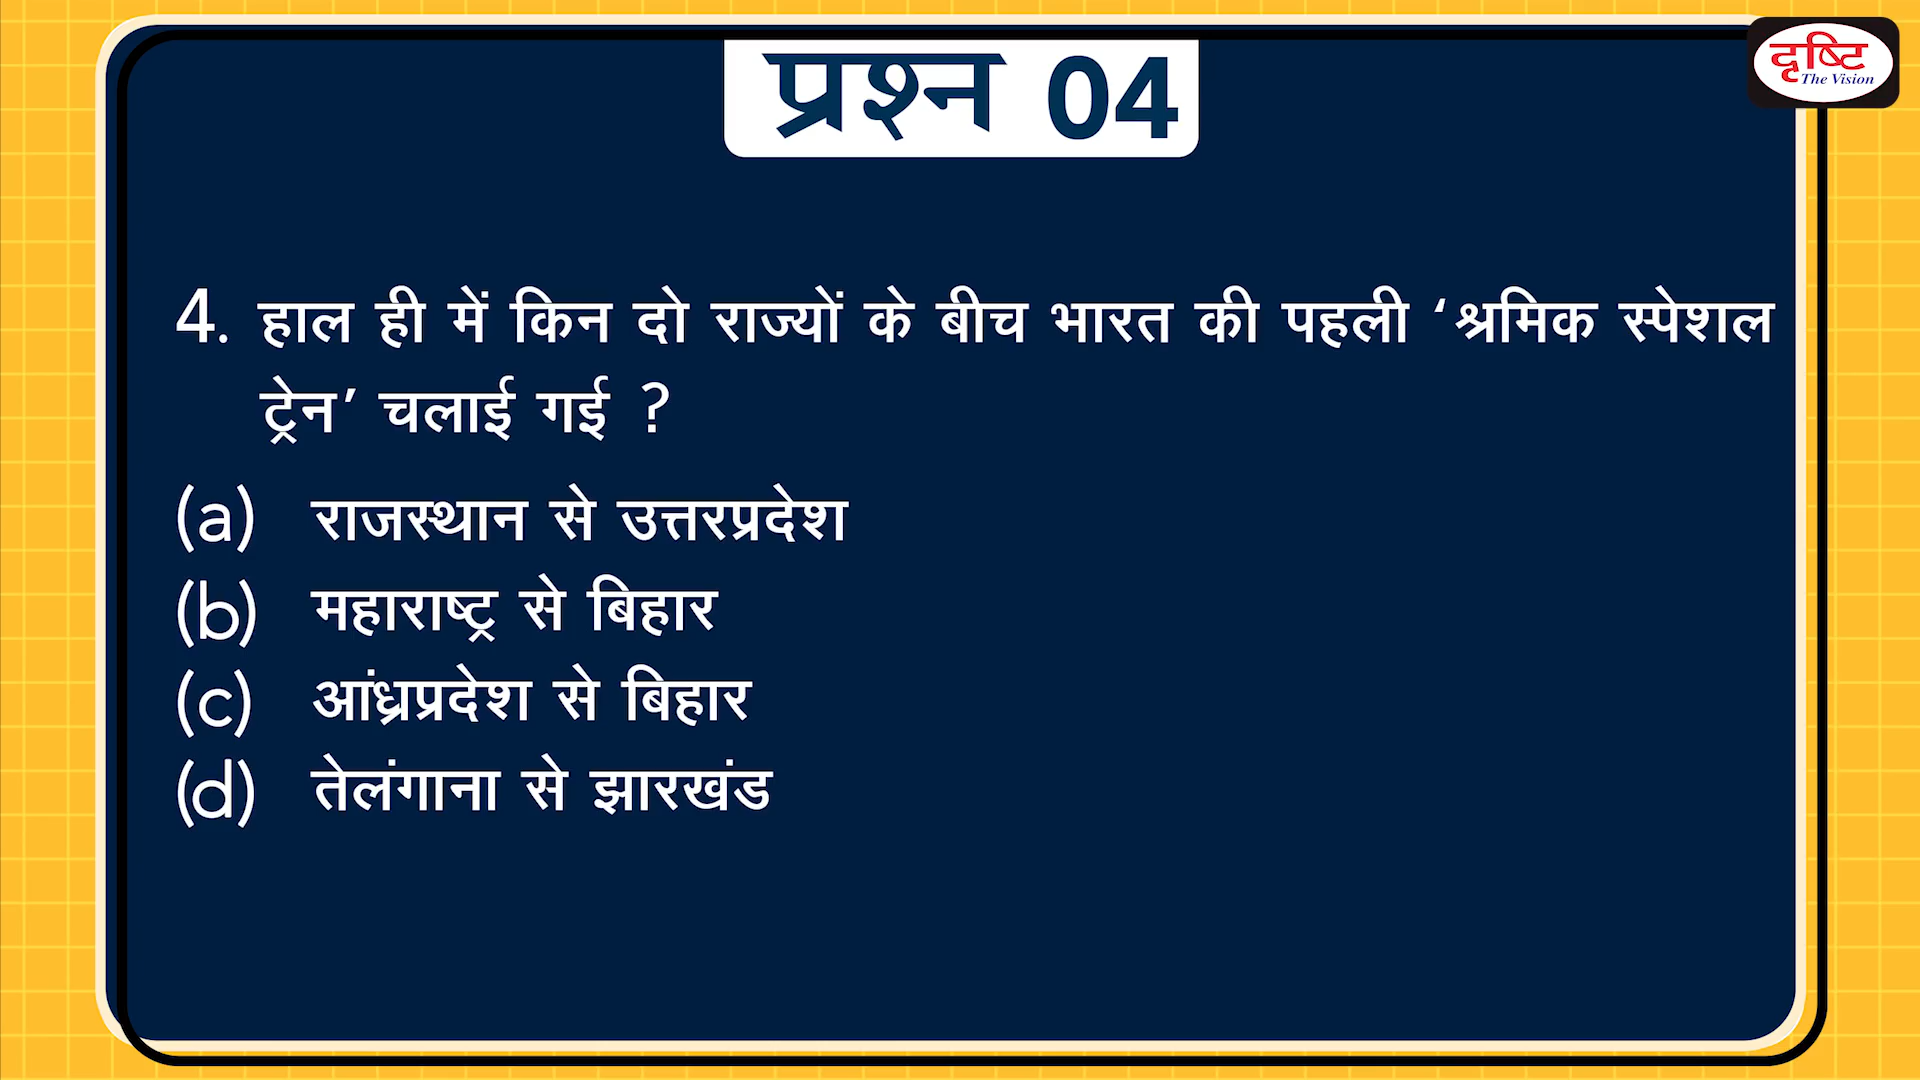 दृष्टि
The Vision
प्रश्न 04
4. हाल ही में किन दो राज्यों के बीच भारत की पहली ‘श्रमिक स्पेशल
ट्रेन’ चलाई गई ?
(a) राजस्थान से उत्तरप्रदेश
(b) महाराष्ट्र से बिहार
(c) आंध्रप्रदेश से बिहार
(d) तेलंगाना से झारखंड